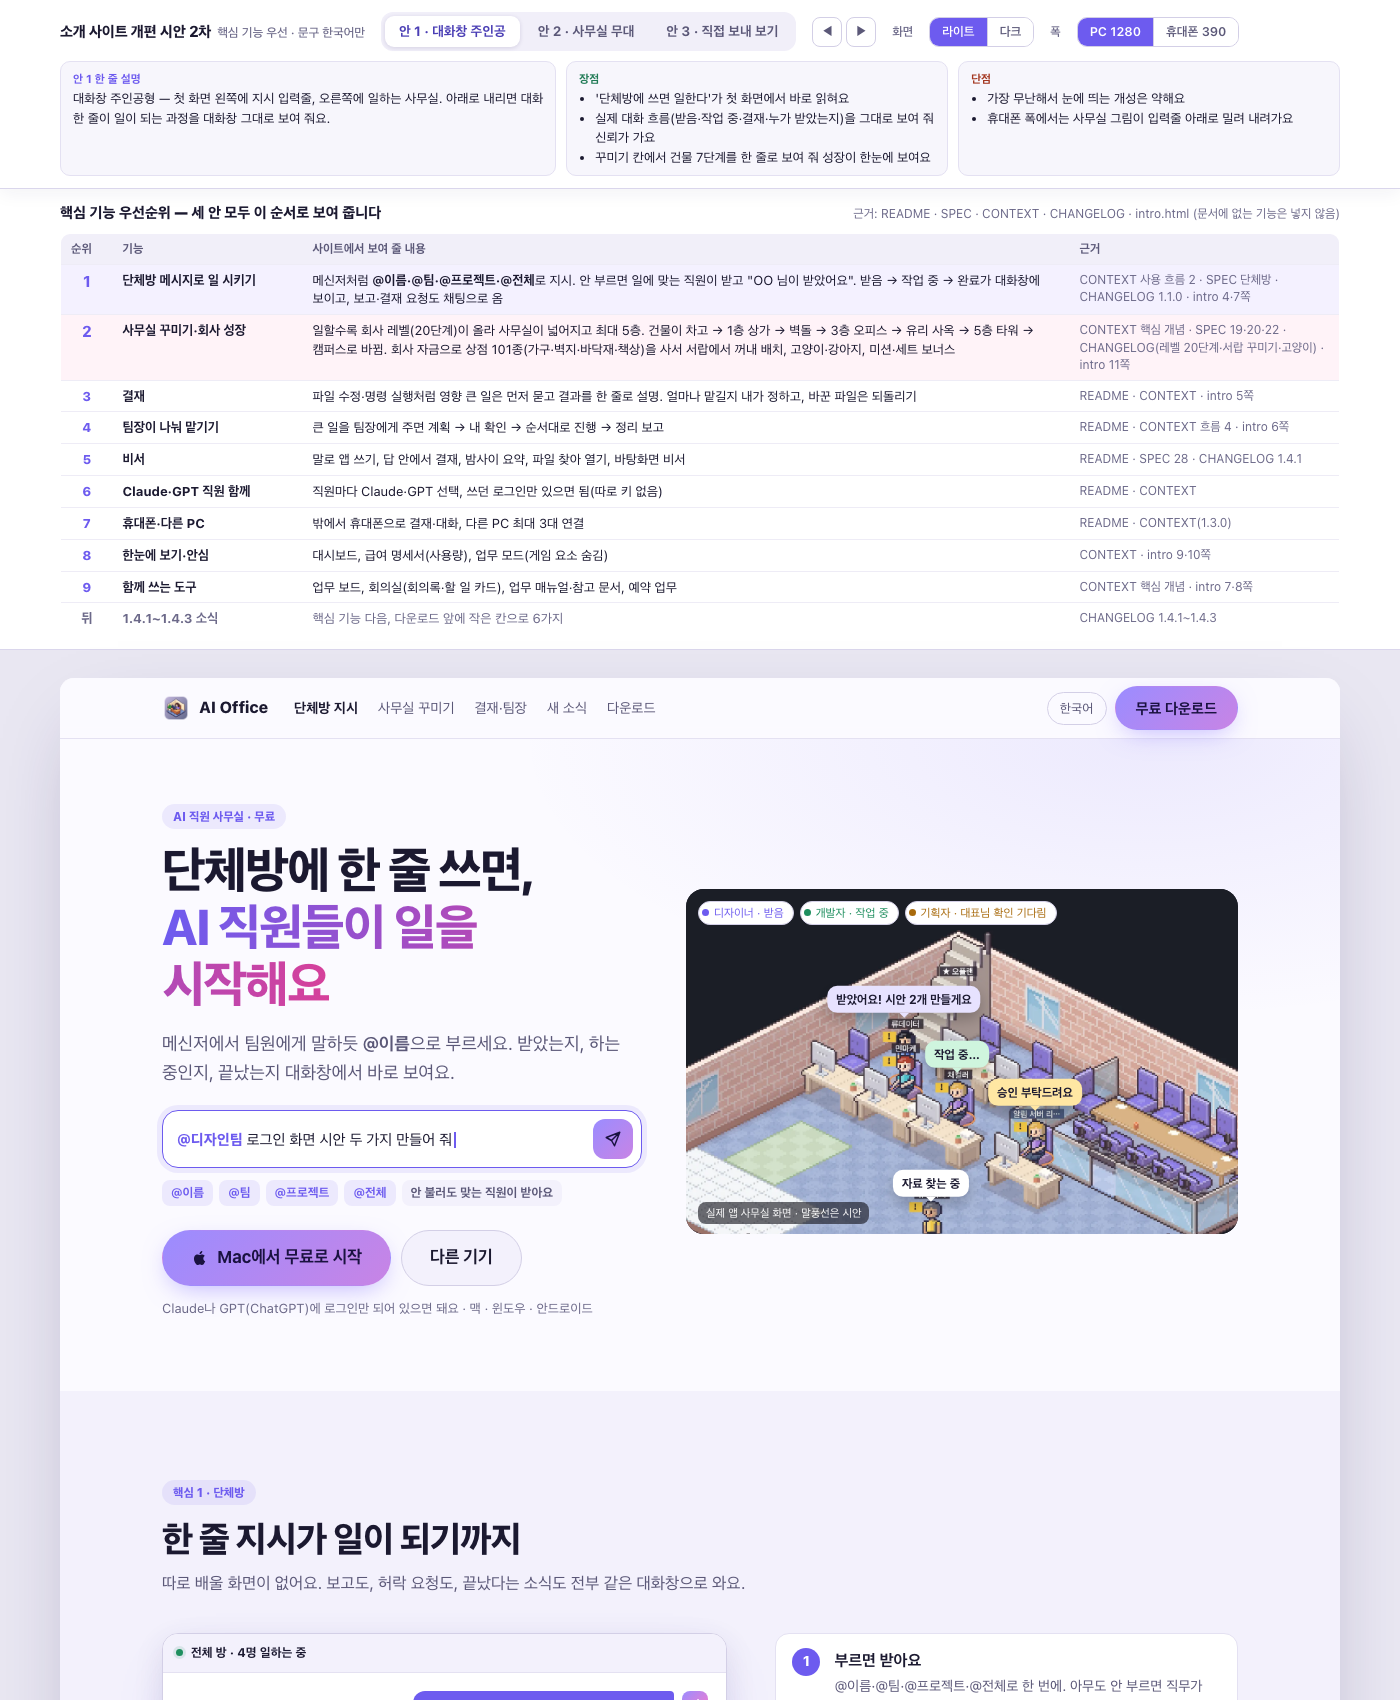 소개 사이트 개편 시안 2차 핵심 기능 우선 · 문구 한국어만
안 1 · 대화창 주인공
안 2 · 사무실 무대
안 3 · 직접 보내 보기
◀ ▶
화면
라이트
다크
폭
PC 1280
휴대폰 390
안 1 한 줄 설명
대화창 주인공형 — 첫 화면 왼쪽에 지시 입력줄, 오른쪽에 일하는 사무실. 아래로 내리면 대화
한 줄이 일이 되는 과정을 대화창 그대로 보여 줘요.
장점
• '단체방에 쓰면 일한다'가 첫 화면에서 바로 읽혀요
• 실제 대화 흐름(받음·작업 중·결재·누가 받았는지)을 그대로 보여 줘
신뢰가 가요
• 꾸미기 칸에서 건물 7단계를 한 줄로 보여 줘 성장이 한눈에 보여요
단점
• 가장 무난해서 눈에 띄는 개성은 약해요
• 휴대폰 폭에서는 사무실 그림이 입력줄 아래로 밀려 내려가요
핵심 기능 우선순위 — 세 안 모두 이 순서로 보여 줍니다
근거: README · SPEC · CONTEXT · CHANGELOG · intro.html (문서에 없는 기능은 넣지 않음)
순위 기능 사이트에서 보여 줄 내용 근거
1 단체방 메시지로 일 시키기
메신저처럼 @이름·@팀·@프로젝트·@전체로 지시. 안 부르면 일에 맞는 직원이 받고 "OO 님이 받았어요". 받음 → 작업 중 → 완료가 대화창에
보이고, 보고·결재 요청도 채팅으로 옴
CONTEXT 사용 흐름 2 · SPEC 단체방 ·
CHANGELOG 1.1.0 · intro 4·7쪽
2 사무실 꾸미기·회사 성장
일할수록 회사 레벨(20단계)이 올라 사무실이 넓어지고 최대 5층. 건물이 차고 → 1층 상가 → 벽돌 → 3층 오피스 → 유리 사옥 → 5층 타워 →
캠퍼스로 바뀜. 회사 자금으로 상점 101종(가구·벽지·바닥재·책상)을 사서 서랍에서 꺼내 배치, 고양이·강아지, 미션·세트 보너스
CONTEXT 핵심 개념 · SPEC 19·20·22 ·
CHANGELOG(레벨 20단계·서랍 꾸미기·고양이) ·
intro 11쪽
3 결재 파일 수정·명령 실행처럼 영향 큰 일은 먼저 묻고 결과를 한 줄로 설명. 얼마나 맡길지 내가 정하고, 바꾼 파일은 되돌리기 README · CONTEXT · intro 5쪽
4 팀장이 나눠 맡기기 큰 일을 팀장에게 주면 계획 → 내 확인 → 순서대로 진행 → 정리 보고 README · CONTEXT 흐름 4 · intro 6쪽
5 비서 말로 앱 쓰기, 답 안에서 결재, 밤사이 요약, 파일 찾아 열기, 바탕화면 비서 README · SPEC 28 · CHANGELOG 1.4.1
6 Claude·GPT 직원 함께 직원마다 Claude·GPT 선택, 쓰던 로그인만 있으면 됨(따로 키 없음) README · CONTEXT
7 휴대폰·다른 PC 밖에서 휴대폰으로 결재·대화, 다른 PC 최대 3대 연결 README · CONTEXT(1.3.0)
8 한눈에 보기·안심 대시보드, 급여 명세서(사용량), 업무 모드(게임 요소 숨김) CONTEXT · intro 9·10쪽
9 함께 쓰는 도구 업무 보드, 회의실(회의록·할 일 카드), 업무 매뉴얼·참고 문서, 예약 업무 CONTEXT 핵심 개념 · intro 7·8쪽
뒤 1.4.1~1.4.3 소식 핵심 기능 다음, 다운로드 앞에 작은 칸으로 6가지 CHANGELOG 1.4.1~1.4.3
AI Office 단체방 지시 사무실 꾸미기 결재·팀장 새 소식 다운로드 한국어 무료 다운로드
AI 직원 사무실 · 무료
단체방에 한 줄 쓰면,
AI 직원들이 일을
시작해요
메신저에서 팀원에게 말하듯 @이름으로 부르세요. 받았는지, 하는
중인지, 끝났는지 대화창에서 바로 보여요.
@디자인팀 로그인 화면 시안 두 가지 만들어 줘
@이름 @팀 @프로젝트 @전체 안 불러도 맞는 직원이 받아요
Mac에서 무료로 시작
다른 기기
Claude나 GPT(ChatGPT)에 로그인만 되어 있으면 돼요 · 맥 · 윈도우 · 안드로이드
디자이너 · 받음
개발자 · 작업 중
기획자 · 대표님 확인 기다림
받았어요! 시안 2개 만들게요
작업 중...
승인 부탁드려요
자료 찾는 중
실제 앱 사무실 화면 · 말풍선은 시안
핵심 1 · 단체방
한 줄 지시가 일이 되기까지
따로 배울 화면이 없어요. 보고도, 허락 요청도, 끝났다는 소식도 전부 같은 대화창으로 와요.
전체 방 · 4명 일하는 중
1 부르면 받아요
@이름·@팀·@프로젝트·@전체로 한 번에. 아무도 안 부르면 직무가